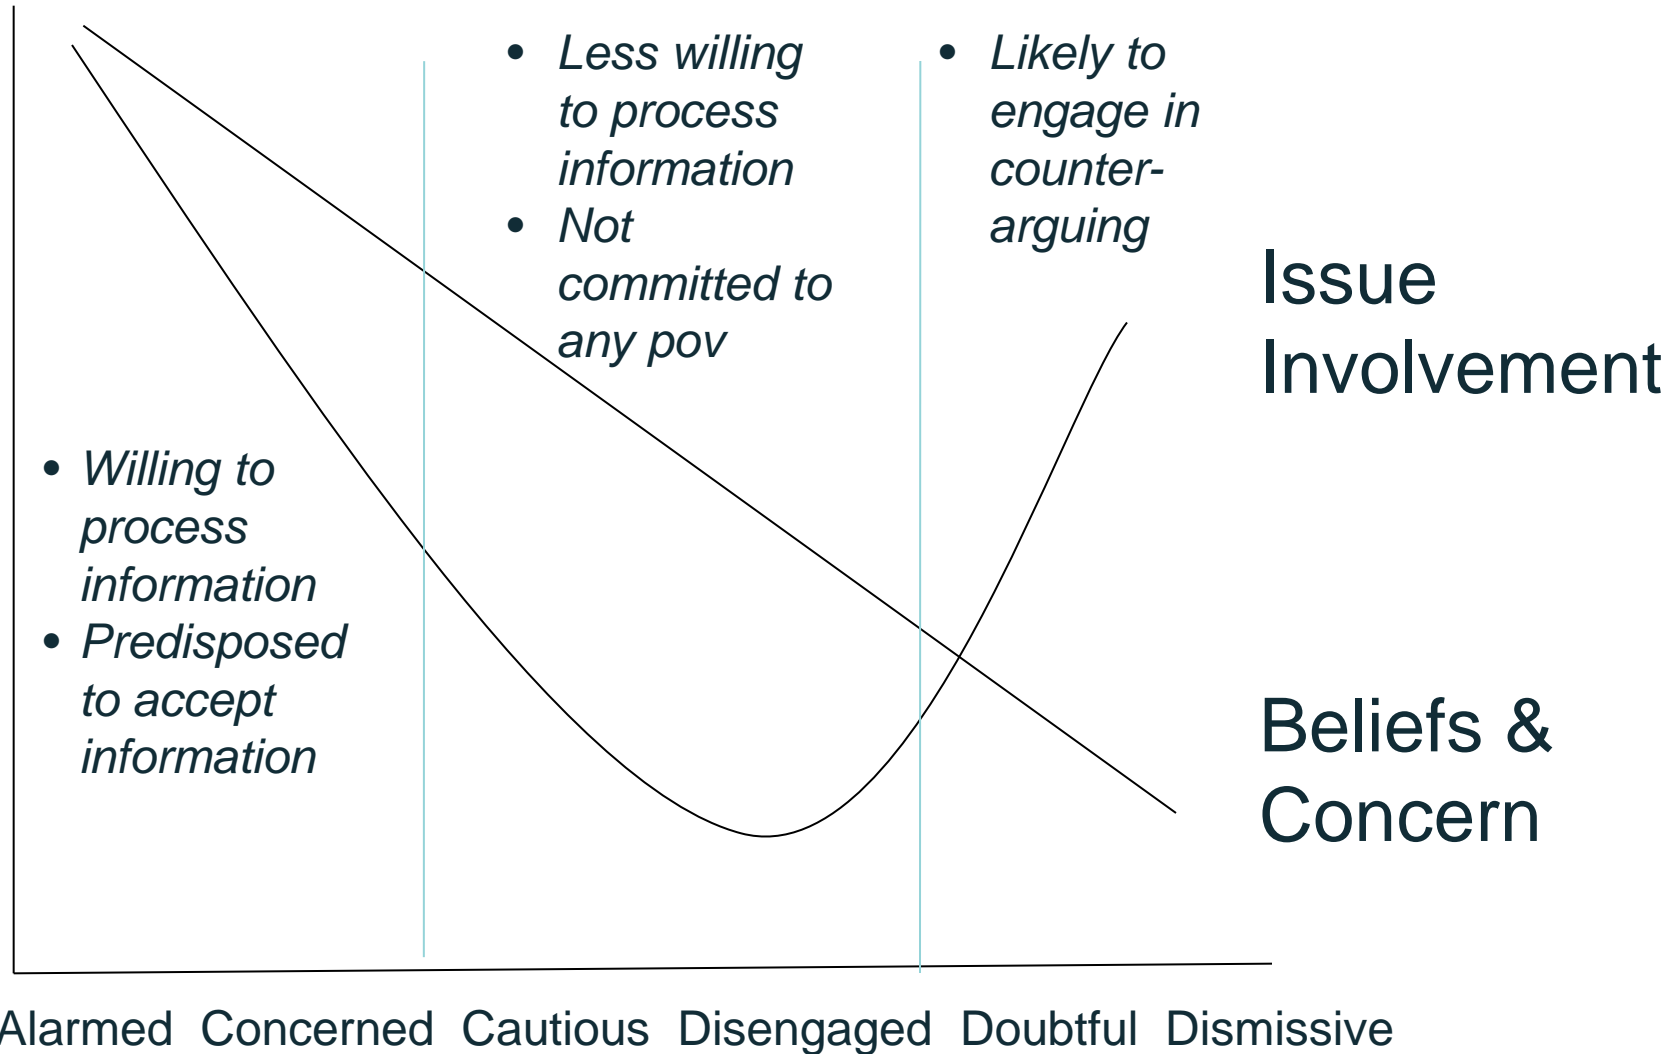 • Less willing
to process
information
• Not
committed to
any pov
• Likely to
engage in
counter-
arguing
Issue
Involvement
• Willing to
process
information
• Predisposed
to accept
information
Beliefs &
Concern
Alarmed Concerned Cautious Disengaged Doubtful Dismissive